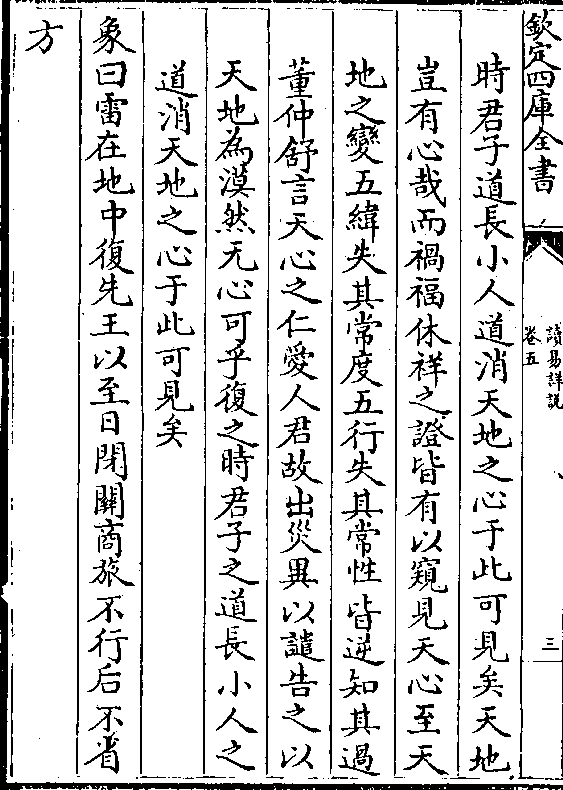 欽定四庫全書
讀易詳說
卷五
三
時君子道長小人道消天地之心于此可見矣天地
豈有心哉而禍福休祥之證皆有以窺見天心至天
地之變五緯失其常度五行失其常性皆逆知其過
董仲舒言天心之仁愛人君故出災異以譴告之以
天地為漠然无心可乎復之時君子之道長小人之
道消天地之心于此可見矣
象曰雷在地中復先王以至日閉關商旅不行后不省
方